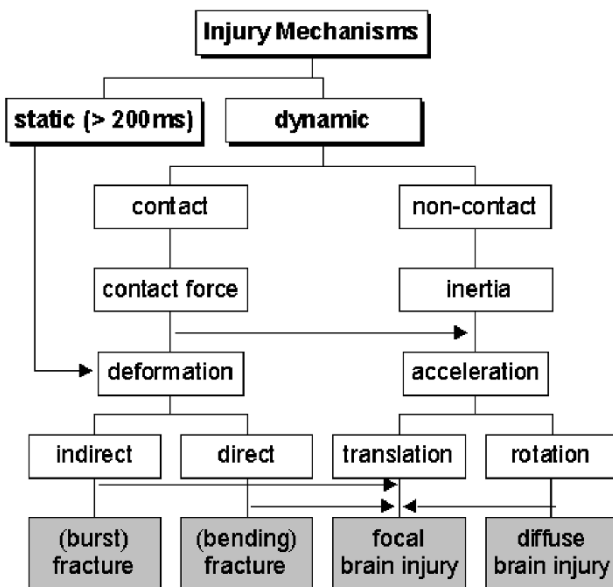 Injury Mechanisms
static (> 200ms)
dynamic
contact
non-contact
contact force
inertia
deformation
acceleration
indirect
direct
translation
rotation
(burst)
fracture
(bending)
fracture
focal
brain injury
diffuse
brain injury